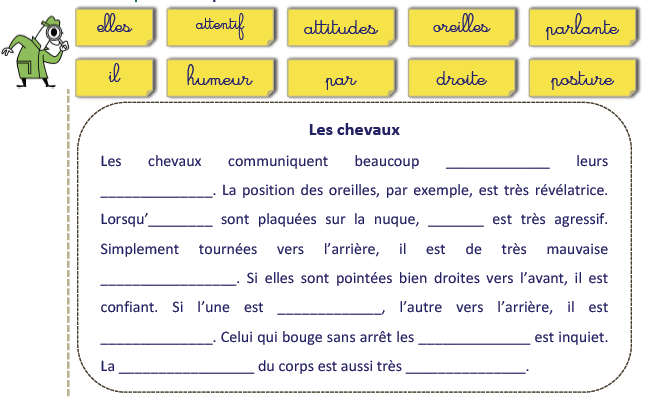 elles attentif attitudes oreilles parlante
il humeur par droite posture
Les chevaux
Les chevaux communiquent beaucoup _____________ leurs
______________. La position des oreilles, par exemple, est très révélatrice.
Lorsqu’________ sont plaquées sur la nuque, _______ est très agressif.
Simplement tournées vers l’arrière, il est de très mauvaise
_________________. Si elles sont pointées bien droites vers l’avant, il est
confiant. Si l’une est _____________, l’autre vers l’arrière, il est
______________. Celui qui bouge sans arrêt les ______________ est inquiet.
La _________________ du corps est aussi très _______________.